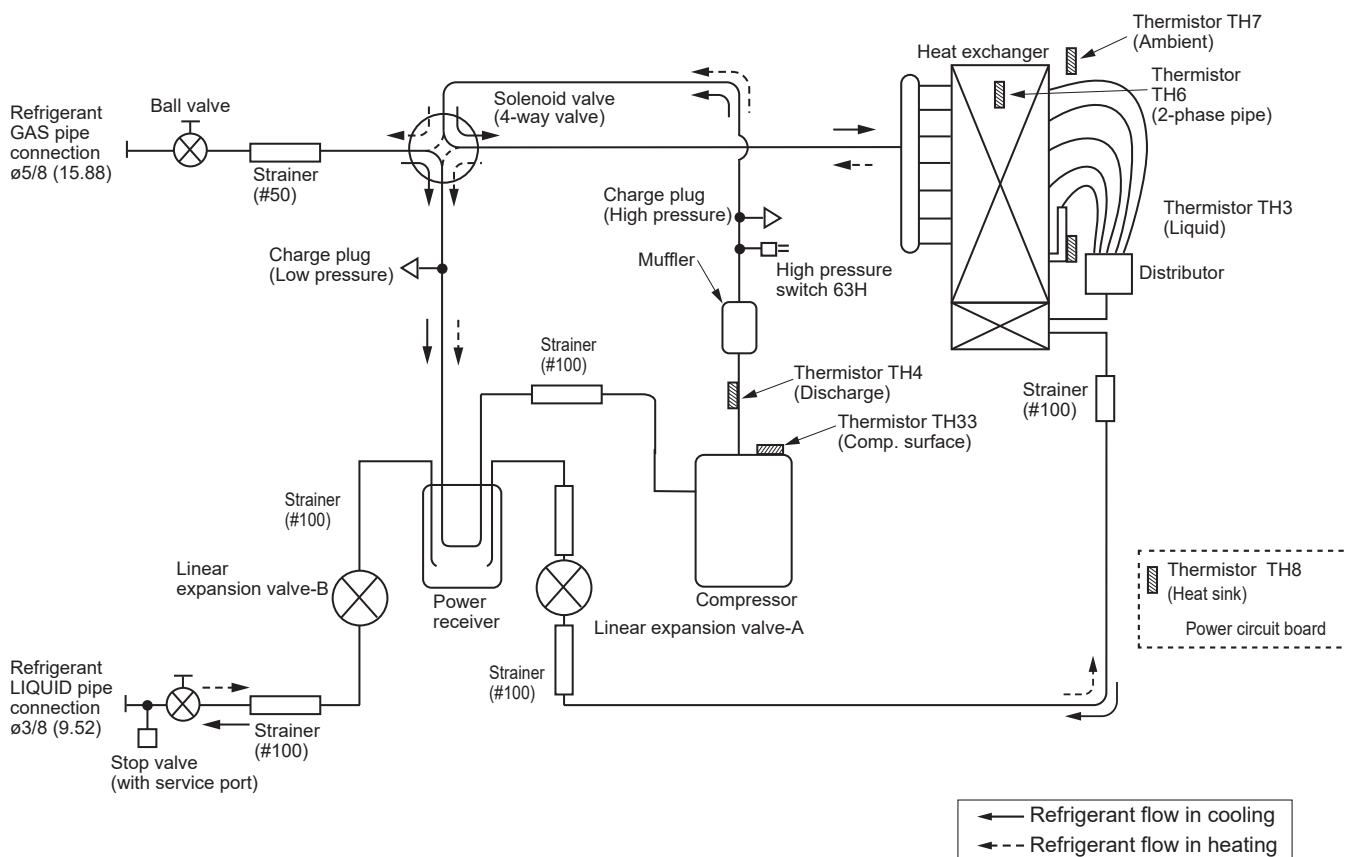 Thermistor TH7
(Ambient)
Heat exchanger
Thermistor
TH6
(2-phase pipe)
Ball valve
Solenoid valve
(4-way valve)
Refrigerant
GAS pipe
connection
ø5/8 (15.88)
Strainer
(#50)
Charge plug
(High pressure)
Thermistor TH3
(Liquid)
Charge plug
(Low pressure)
Muffler
High pressure
switch 63H
Distributor
Strainer
(#100)
Thermistor TH4
(Discharge)
Strainer
(#100)
Thermistor TH33
(Comp. surface)
Strainer
(#100)
Linear
expansion valve-B
Power
receiver
Compressor
Linear expansion valve-A
Thermistor TH8
(Heat sink)
Power circuit board
Refrigerant
LIQUID pipe
connection
ø3/8 (9.52)
Strainer
(#100)
Strainer
(#100)
Stop valve
(with service port)
Refrigerant flow in cooling
Refrigerant flow in heating